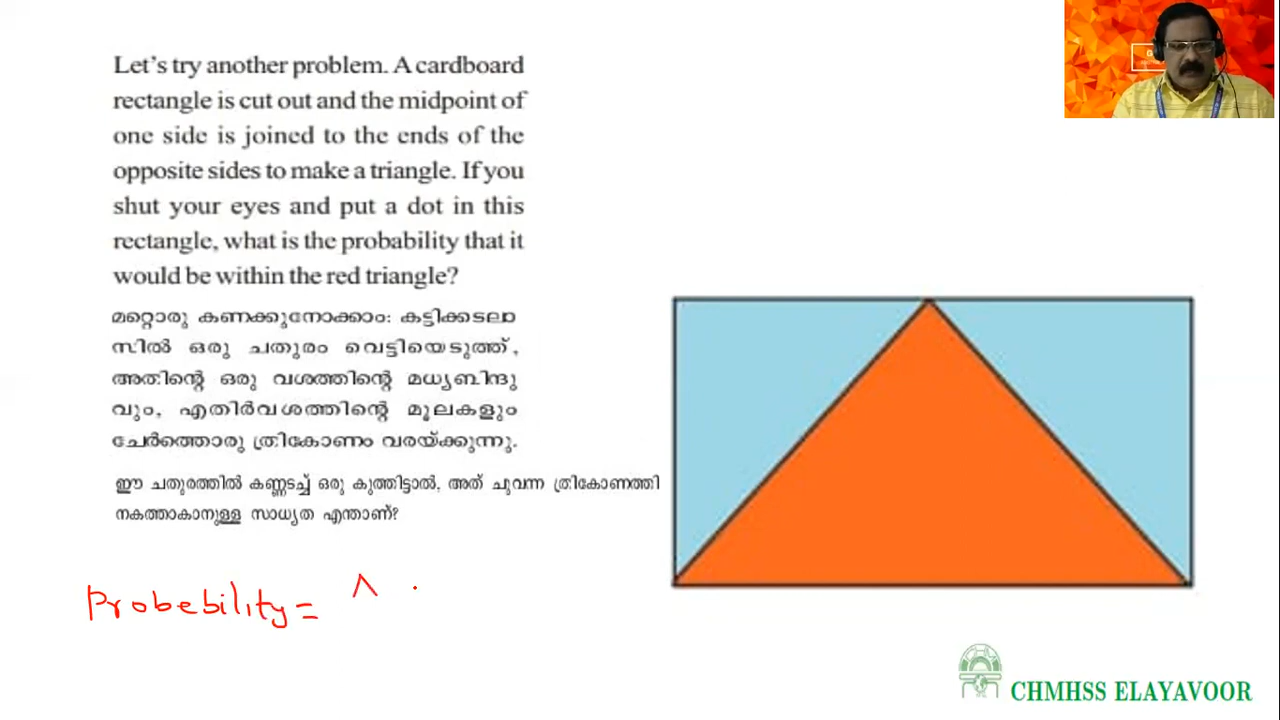 Let's try another problem. A cardboard
rectangle is cut out and the midpoint of
one side is joined to the ends of the
opposite sides to make a triangle. If you
shut your eyes and put a dot in this
rectangle, what is the probability that it
would be within the red triangle?
മറ്റൊരു കണക്കുനോക്കാം: കട്ടിക്കടലാ
സിൽ ഒരു ചതുരം വെട്ടിയെടുത്ത്,
അതിന്റെ ഒരു വശത്തിന്റെ മധ്യബിന്ദു
വും, എതിർവശത്തിന്റെ മൂലകളും
ചേർത്തൊരു ത്രികോണം വരയ്ക്കുന്നു.
ഈ ചതുരത്തിൽ കണ്ണടച്ച് ഒരു കുത്തിട്ടാൽ, അത് ചുവന്ന ത്രികോണത്തി
നകത്താകാനുള്ള സാധ്യത എന്താണ്?
Probebility =
CHMHSS ELAYAVOOR